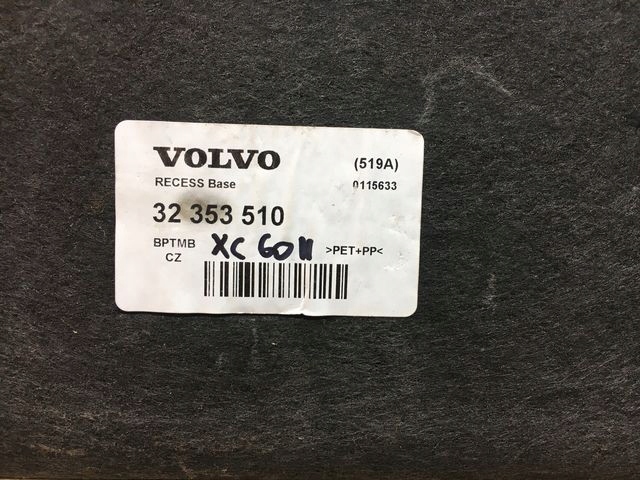 VOLVO (519A)
RECESS Base 0115633
32 353 510
BPTMB XC 60 II >PET+PP<
CZ